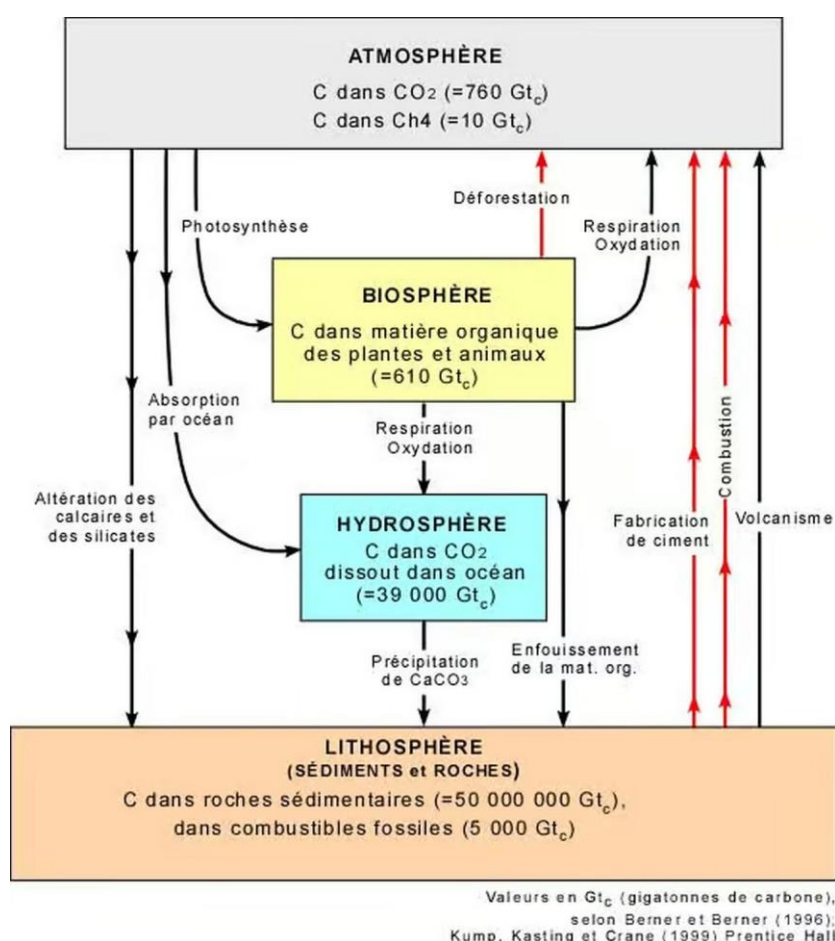 ATMOSPHÈRE
C dans CO2 (=760 Gtc)
C dans Ch4 (=10 Gtc)
Photosynthèse
Déforestation
Respiration
Oxydation
BIOSPHÈRE
C dans matière organique
des plantes et animaux
(=610 Gtc)
Absorption
par océan
Respiration
Oxydation
Combustion
Altération des
calcaires et
des silicates
HYDROSPHÈRE
C dans CO2
dissout dans océan
(=39 000 Gtc)
Fabrication
de ciment
Volcanisme
Précipitation
de CaCO3
Enfouissement
de la mat. org.
LITHOSPHÈRE
(SÉDIMENTS et ROCHES)
C dans roches sédimentaires (=50 000 000 Gtc),
dans combustibles fossiles (5 000 Gtc)
Valeurs en Gtc (gigatonnes de carbone),
selon Berner et Berner (1996);
Kump, Kasting et Crane (1999) Prentice Hall